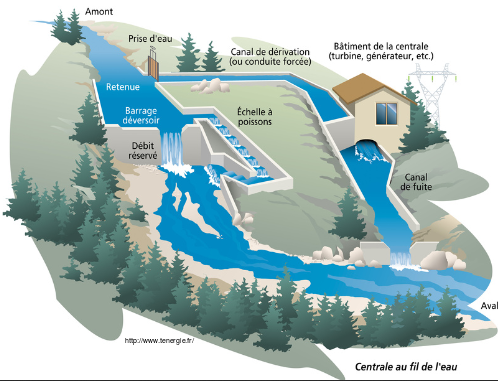 Amont
Prise d'eau
Canal de dérivation
(ou conduite forcée)
Bâtiment de la centrale
(turbine, générateur, etc.)
Retenue
Barrage
déversoir
Échelle à
poissons
Débit
réservé
Canal
de fuite
Aval
http://www.tenergie.fr/
Centrale au fil de l'eau